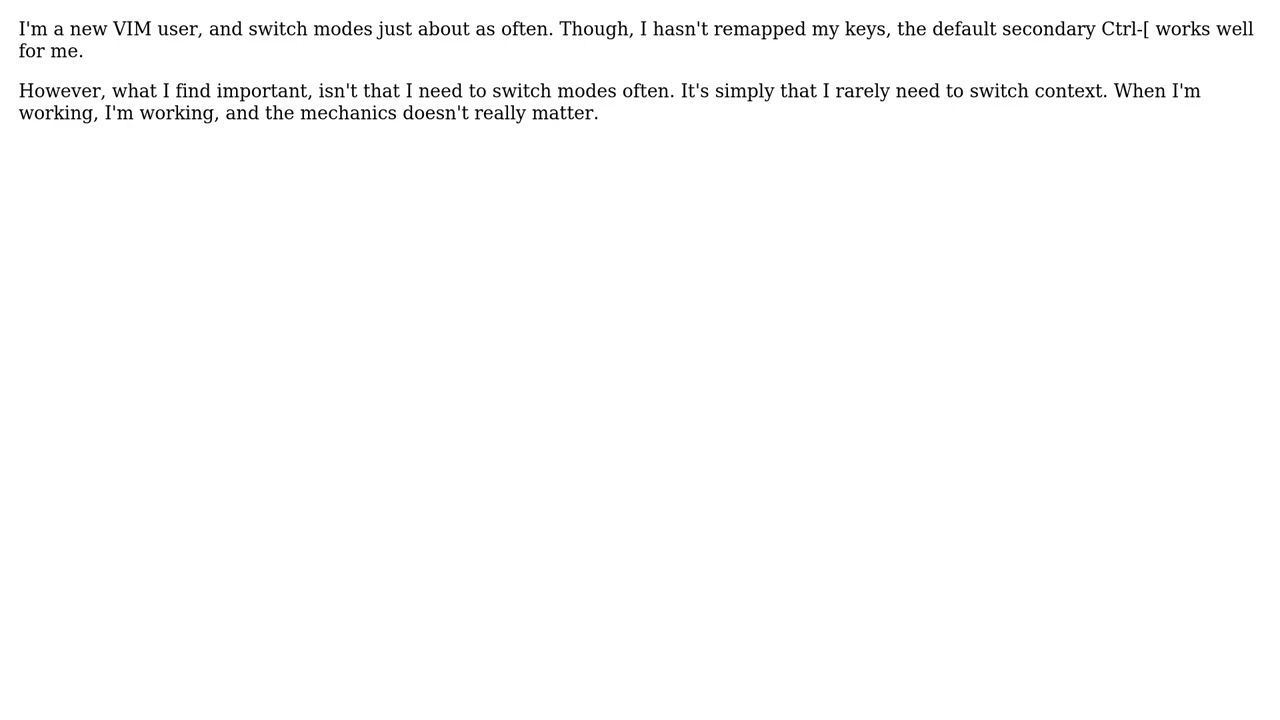 I'm a new VIM user, and switch modes just about as often. Though, I hasn't remapped my keys, the default secondary Ctrl-[ works well
for me.
However, what I find important, isn't that I need to switch modes often. It's simply that I rarely need to switch context. When I'm
working, I'm working, and the mechanics doesn't really matter.